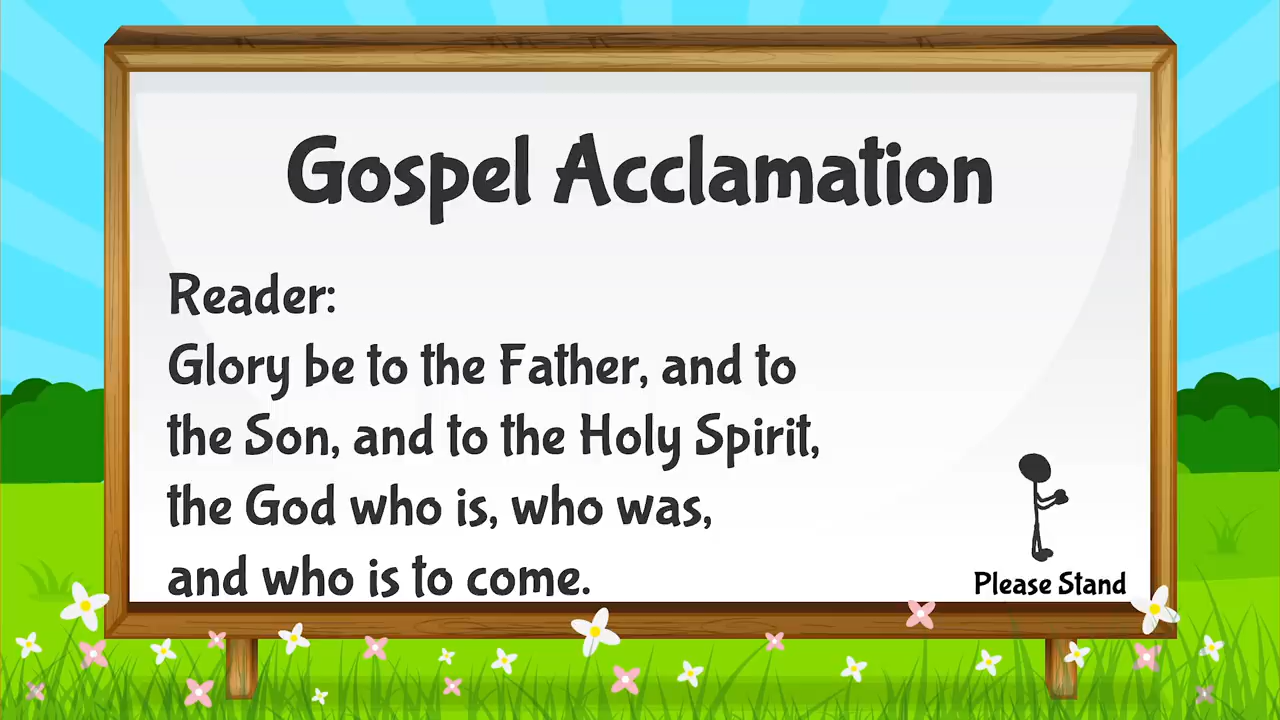 Gospel Acclamation
Reader:
Glory be to the Father, and to
the Son, and to the Holy Spirit,
the God who is, who was,
and who is to come.
Please Stand